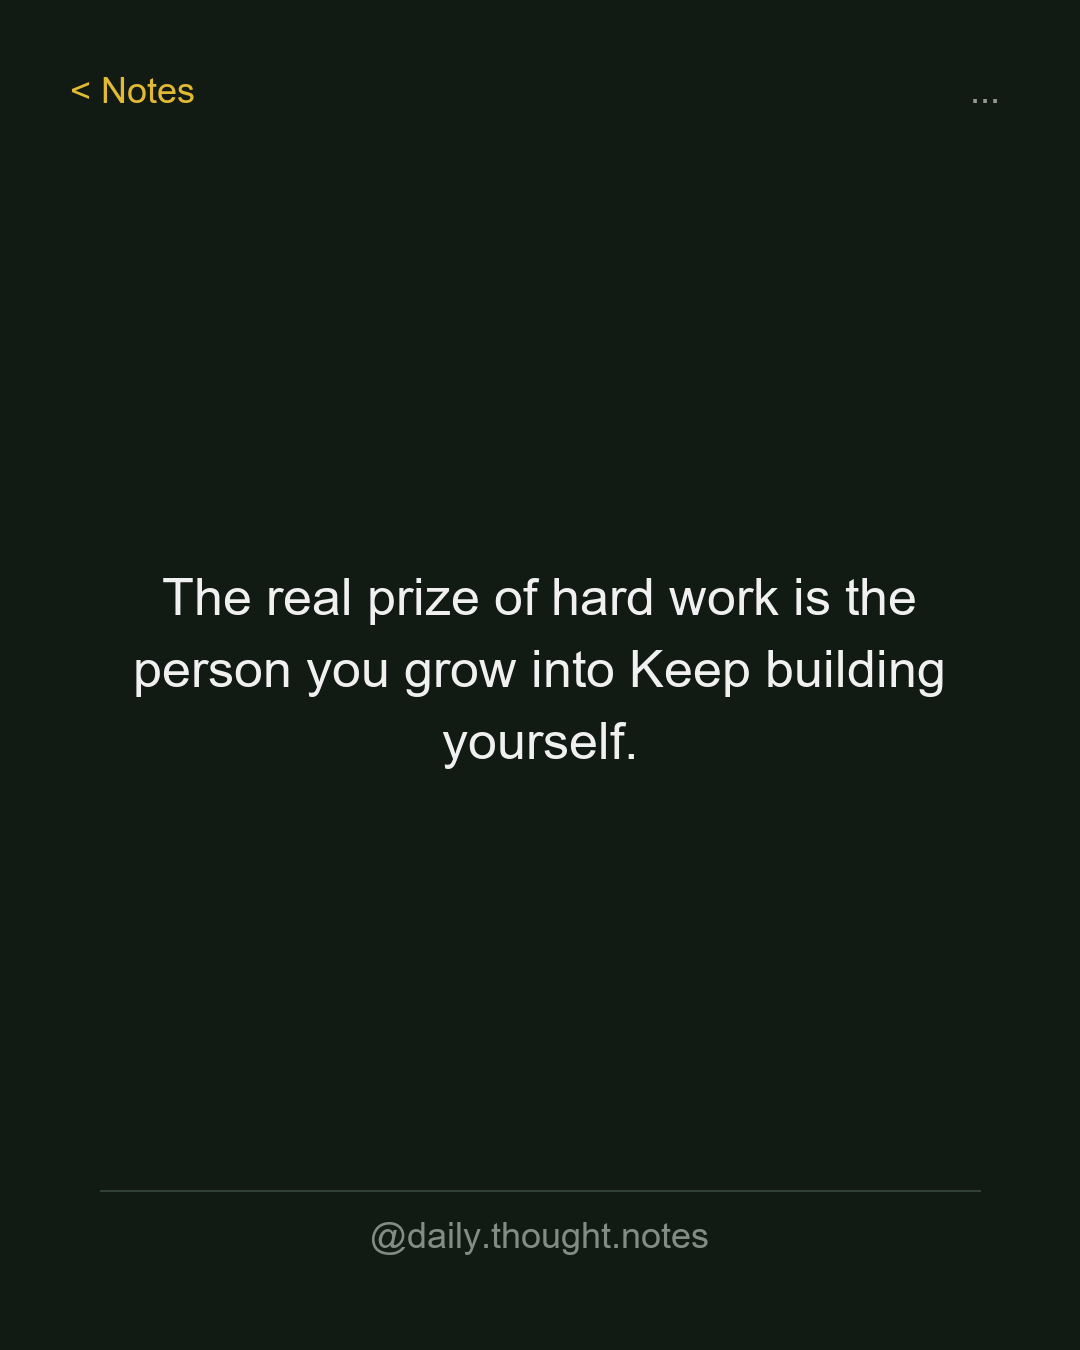 < Notes
...
The real prize of hard work is the
person you grow into Keep building
yourself.
@daily.thought.notes